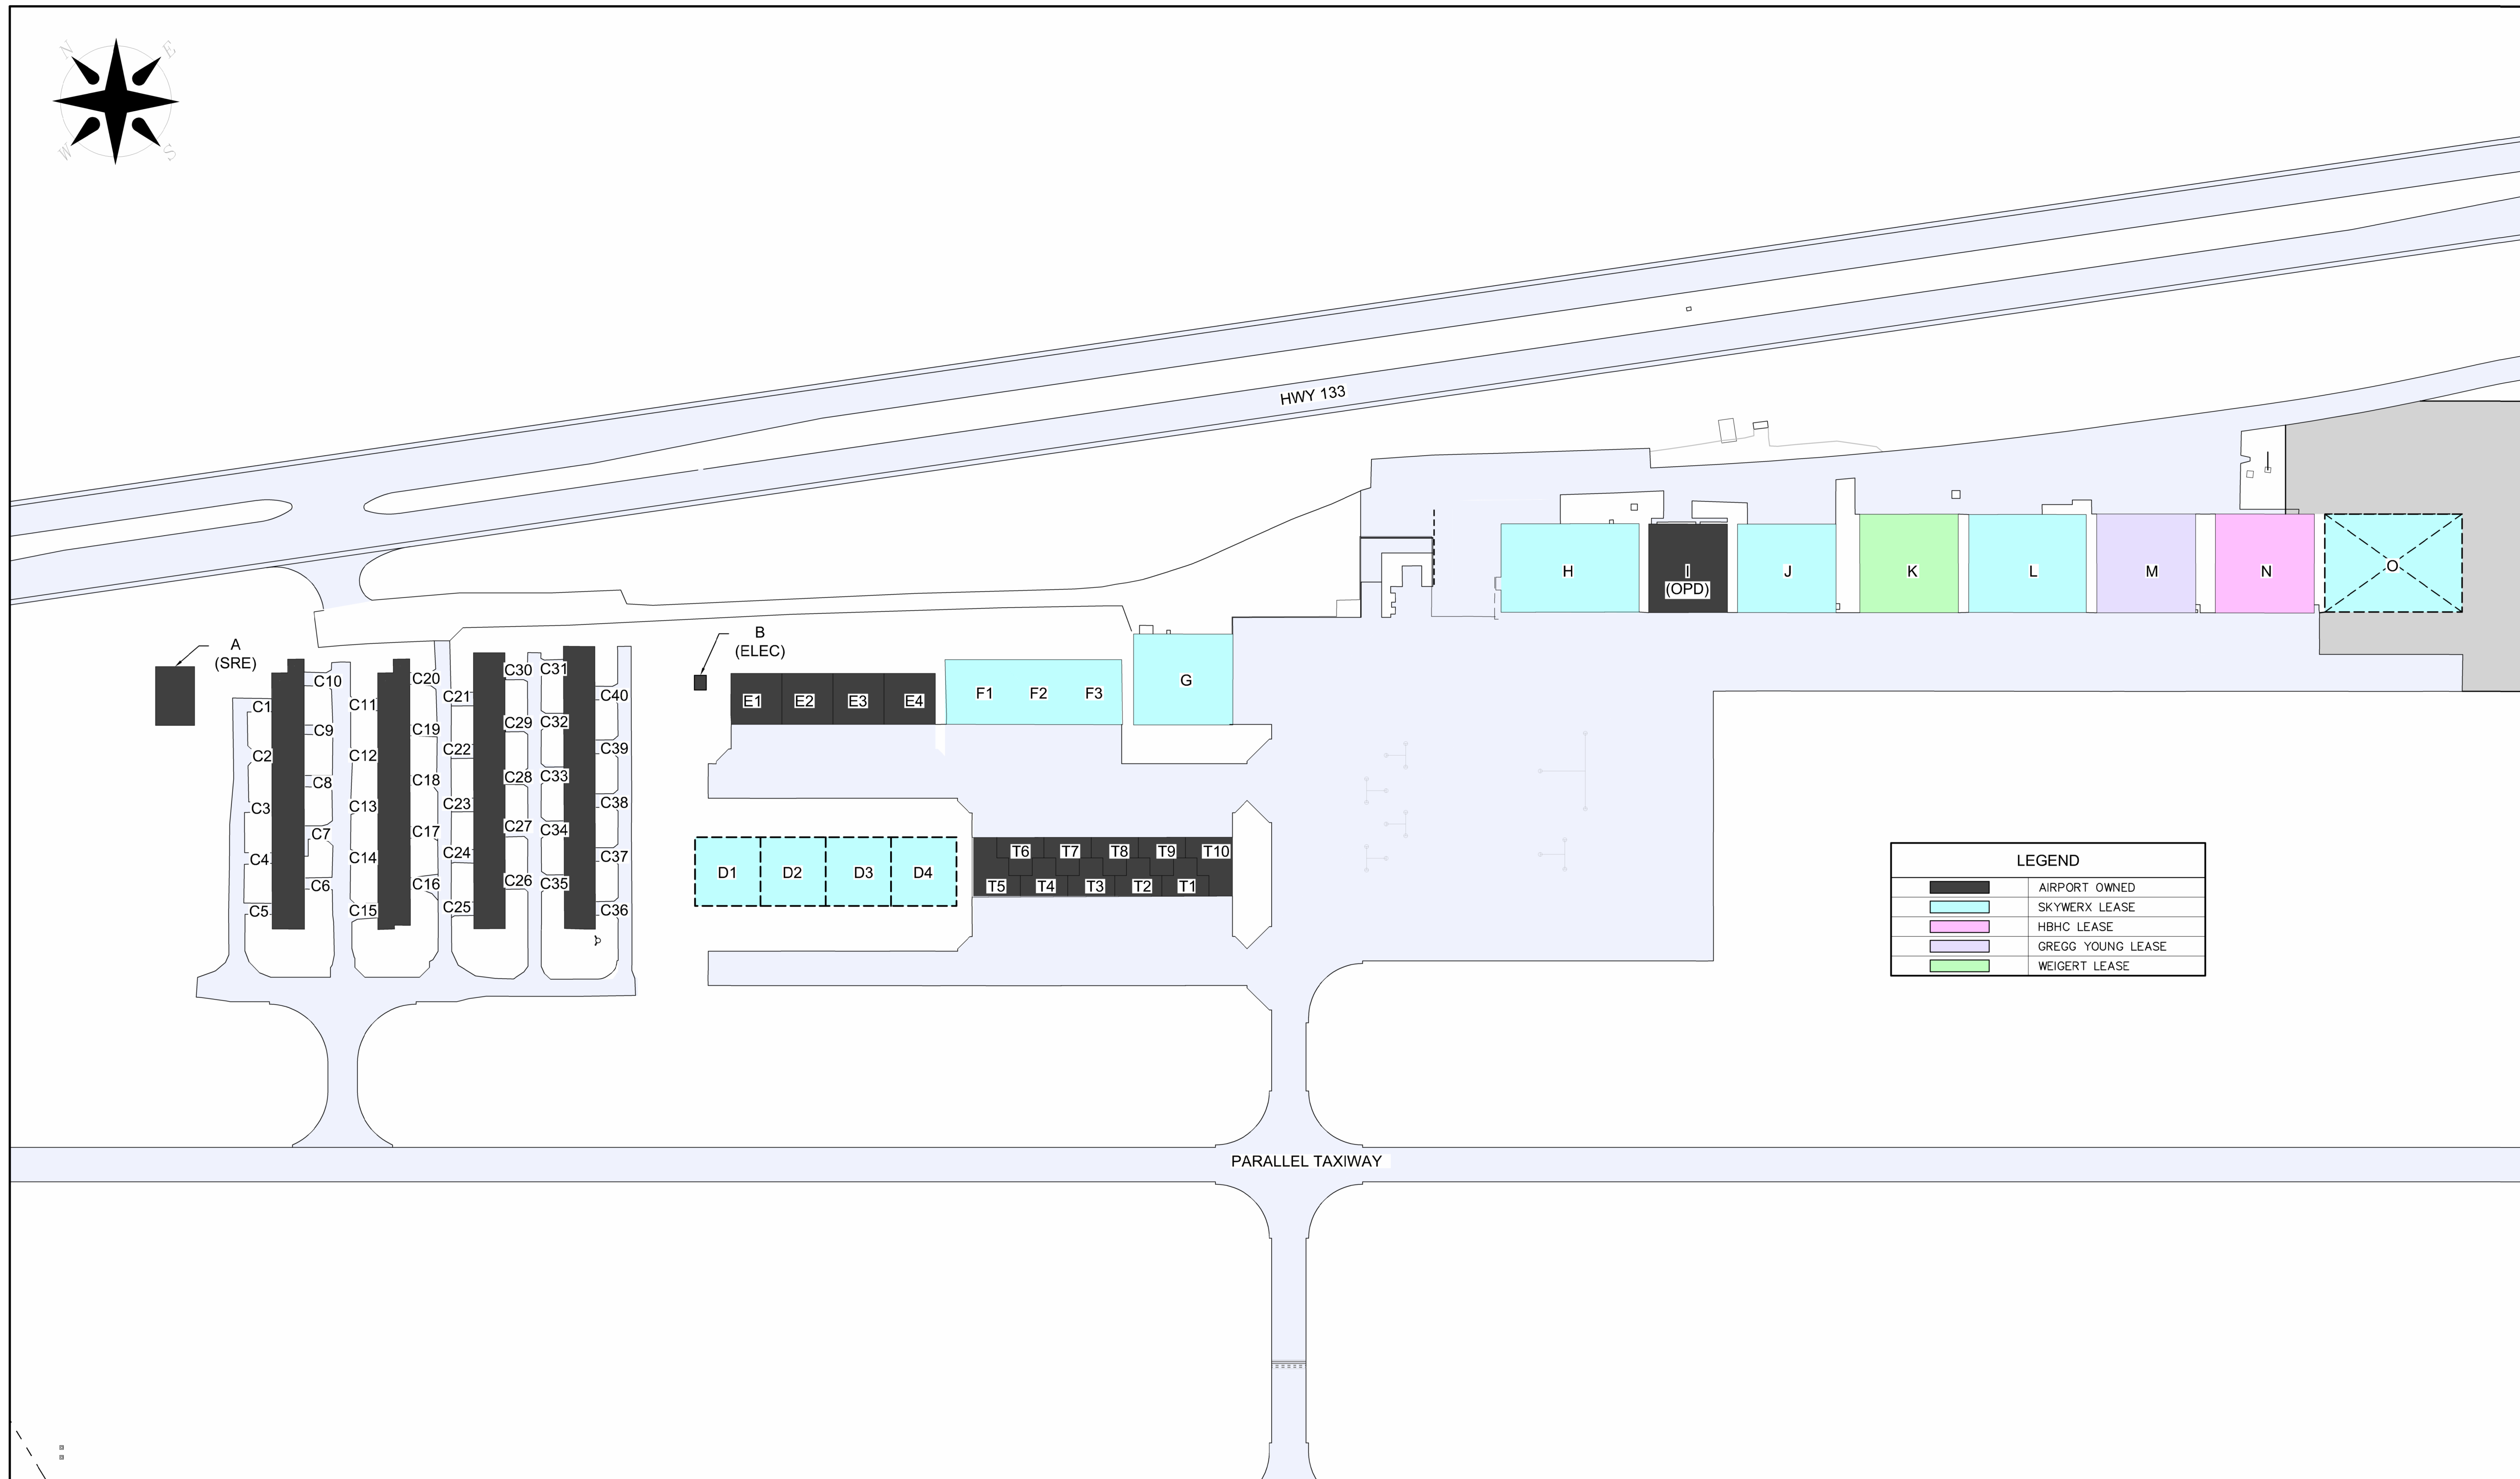 N
E
W
S
HWY 133
H
I
(OPD)
J
K
L
M
N
O
A
(SRE)
B
(ELEC)
C1
C2
C3
C4
C5
C10
C9
C8
C7
C6
C11
C12
C13
C14
C15
C20
C19
C18
C17
C16
C21
C22
C23
C24
C25
C30
C29
C28
C27
C26
C31
C32
C33
C34
C35
C40
C39
C38
C37
C36
E1
E2
E3
E4
F1
F2
F3
G
D1
D2
D3
D4
T6
T7
T8
T9
T10
T5
T4
T3
T2
T1
LEGEND
AIRPORT OWNED
SKYWERX LEASE
HBHC LEASE
GREGG YOUNG LEASE
WEIGERT LEASE
PARALLEL TAXIWAY